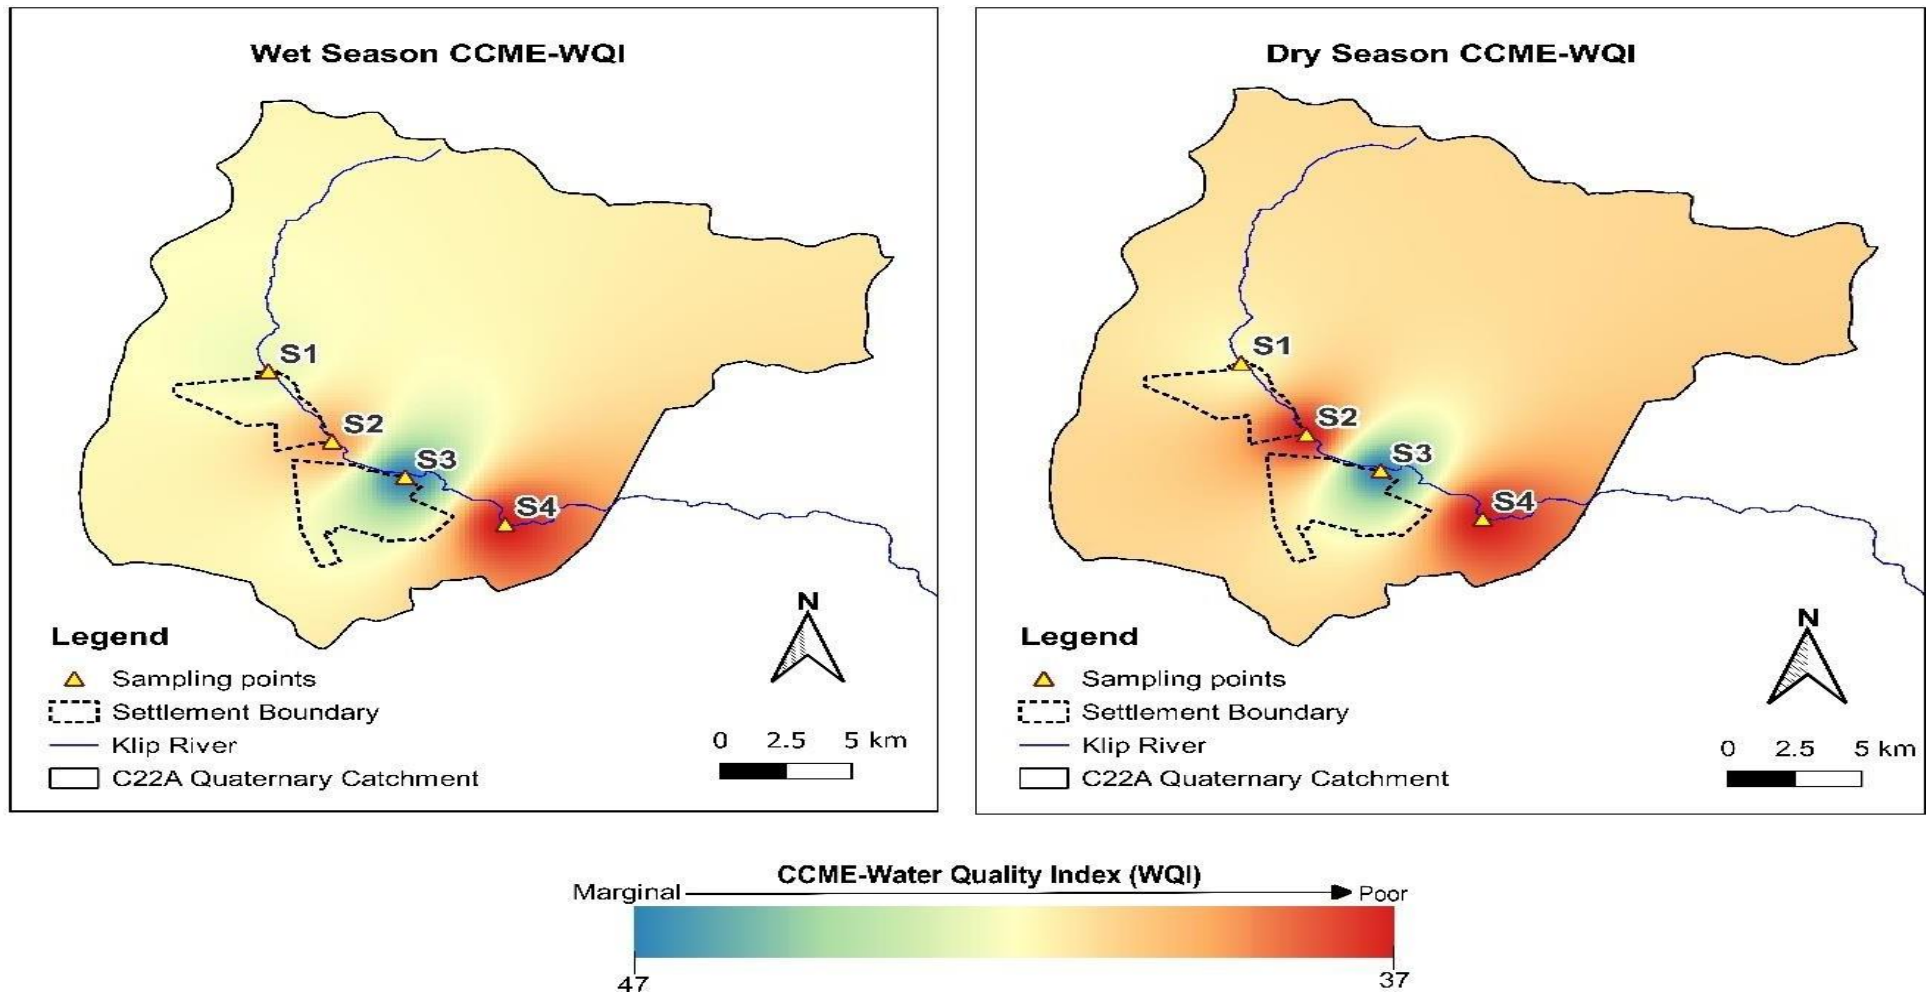 Wet Season CCME-WQI
S1
S2
S3
S4
N
Legend
Sampling points
Settlement Boundary
Klip River
C22A Quaternary Catchment
0 2.5 5 km
Dry Season CCME-WQI
S1
S2
S3
S4
N
Legend
Sampling points
Settlement Boundary
Klip River
C22A Quaternary Catchment
0 2.5 5 km
CCME-Water Quality Index (WQI)
Marginal Poor
47 37